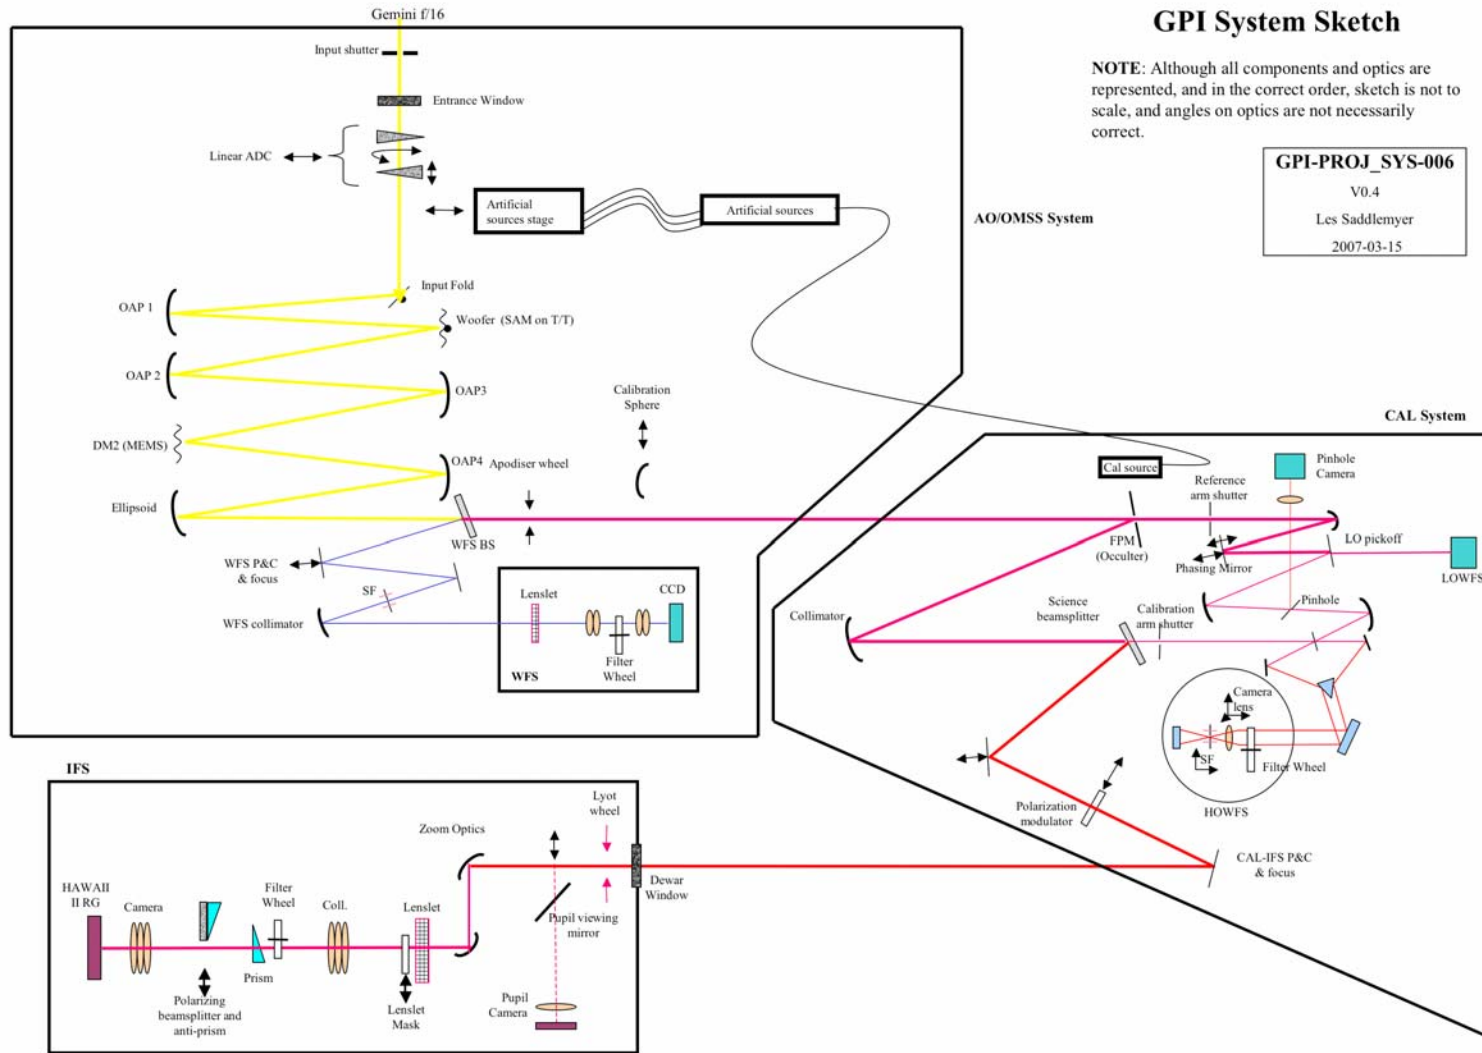 Gemini f/16
GPI System Sketch
NOTE: Although all components and optics are
represented, and in the correct order, sketch is not to
scale, and angles on optics are not necessarily
correct.
GPI-PROJ_SYS-006
V0.4
Les Saddlemyer
2007-03-15
Input shutter
Entrance Window
Linear ADC
Artificial
sources stage
Artificial sources
AO/OMSS System
Input Fold
OAP 1
Woofer (SAM on T/T)
OAP 2
OAP3
Calibration
Sphere
DM2 (MEMS)
OAP4
Apodiser wheel
Ellipsoid
WFS BS
WFS P&C
& focus
SF
WFS collimator
Lenslet
CCD
Filter
Wheel
WFS
CAL System
Cal source
Pinhole
Camera
Reference
arm shutter
FPM
(Occulter)
LO pickoff
Phasing Mirror
LOWFS
Pinhole
Collimator
Science
beamsplitter
Calibration
arm shutter
Camera
lens
SF
Filter Wheel
HOWFS
Polarization
modulator
CAL-IFS P&C
& focus
IFS
Lyot
wheel
Zoom Optics
Dewar
Window
HAWAII
II RG
Camera
Filter
Wheel
Coll.
Lenslet
Pupil viewing
mirror
Prism
Polarizing
beamsplitter and
anti-prism
Lenslet
Mask
Pupil
Camera